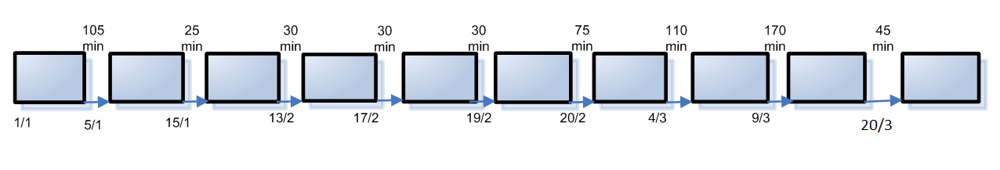 105 min
25 min
30 min
30 min
30 min
75 min
110 min
170 min
45 min
1/1
5/1
15/1
13/2
17/2
19/2
20/2
4/3
9/3
20/3